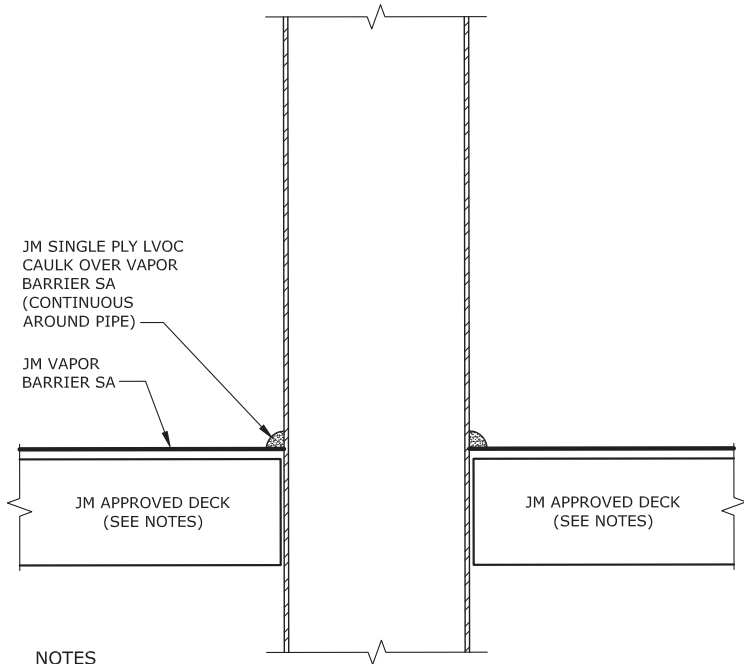 JM SINGLE PLY LVOC
CAULK OVER VAPOR
BARRIER SA
(CONTINUOUS
AROUND PIPE)
JM VAPOR
BARRIER SA
JM APPROVED DECK
(SEE NOTES)
JM APPROVED DECK
(SEE NOTES)
NOTES